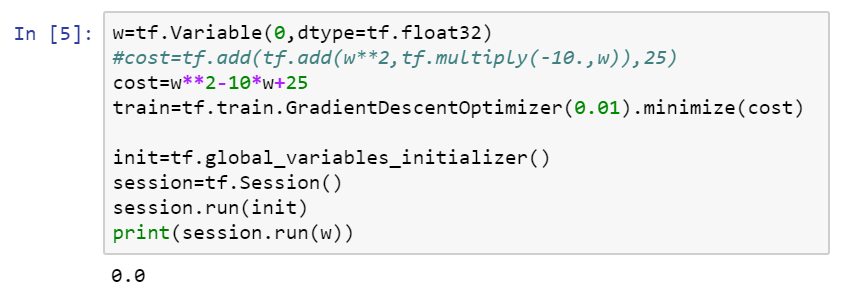 In [5]: w=tf.Variable(0,dtype=tf.float32)
#cost=tf.add(tf.add(w**2,tf.multiply(-10.,w)),25)
cost=w**2-10*w+25
train=tf.train.GradientDescentOptimizer(0.01).minimize(cost)
init=tf.global_variables_initializer()
session=tf.Session()
session.run(init)
print(session.run(w))
0.0